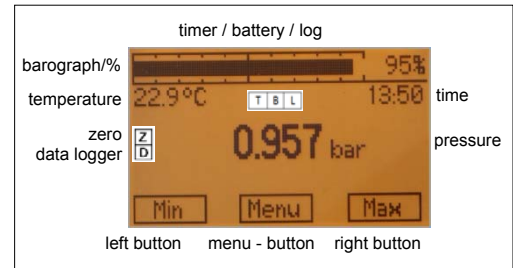 timer / battery / log
barograph/% 95%
temperature 22.9°C T B L 13:50 time
zero Z
data logger D 0.957 bar pressure
Min Menu Max
left button menu - button right button